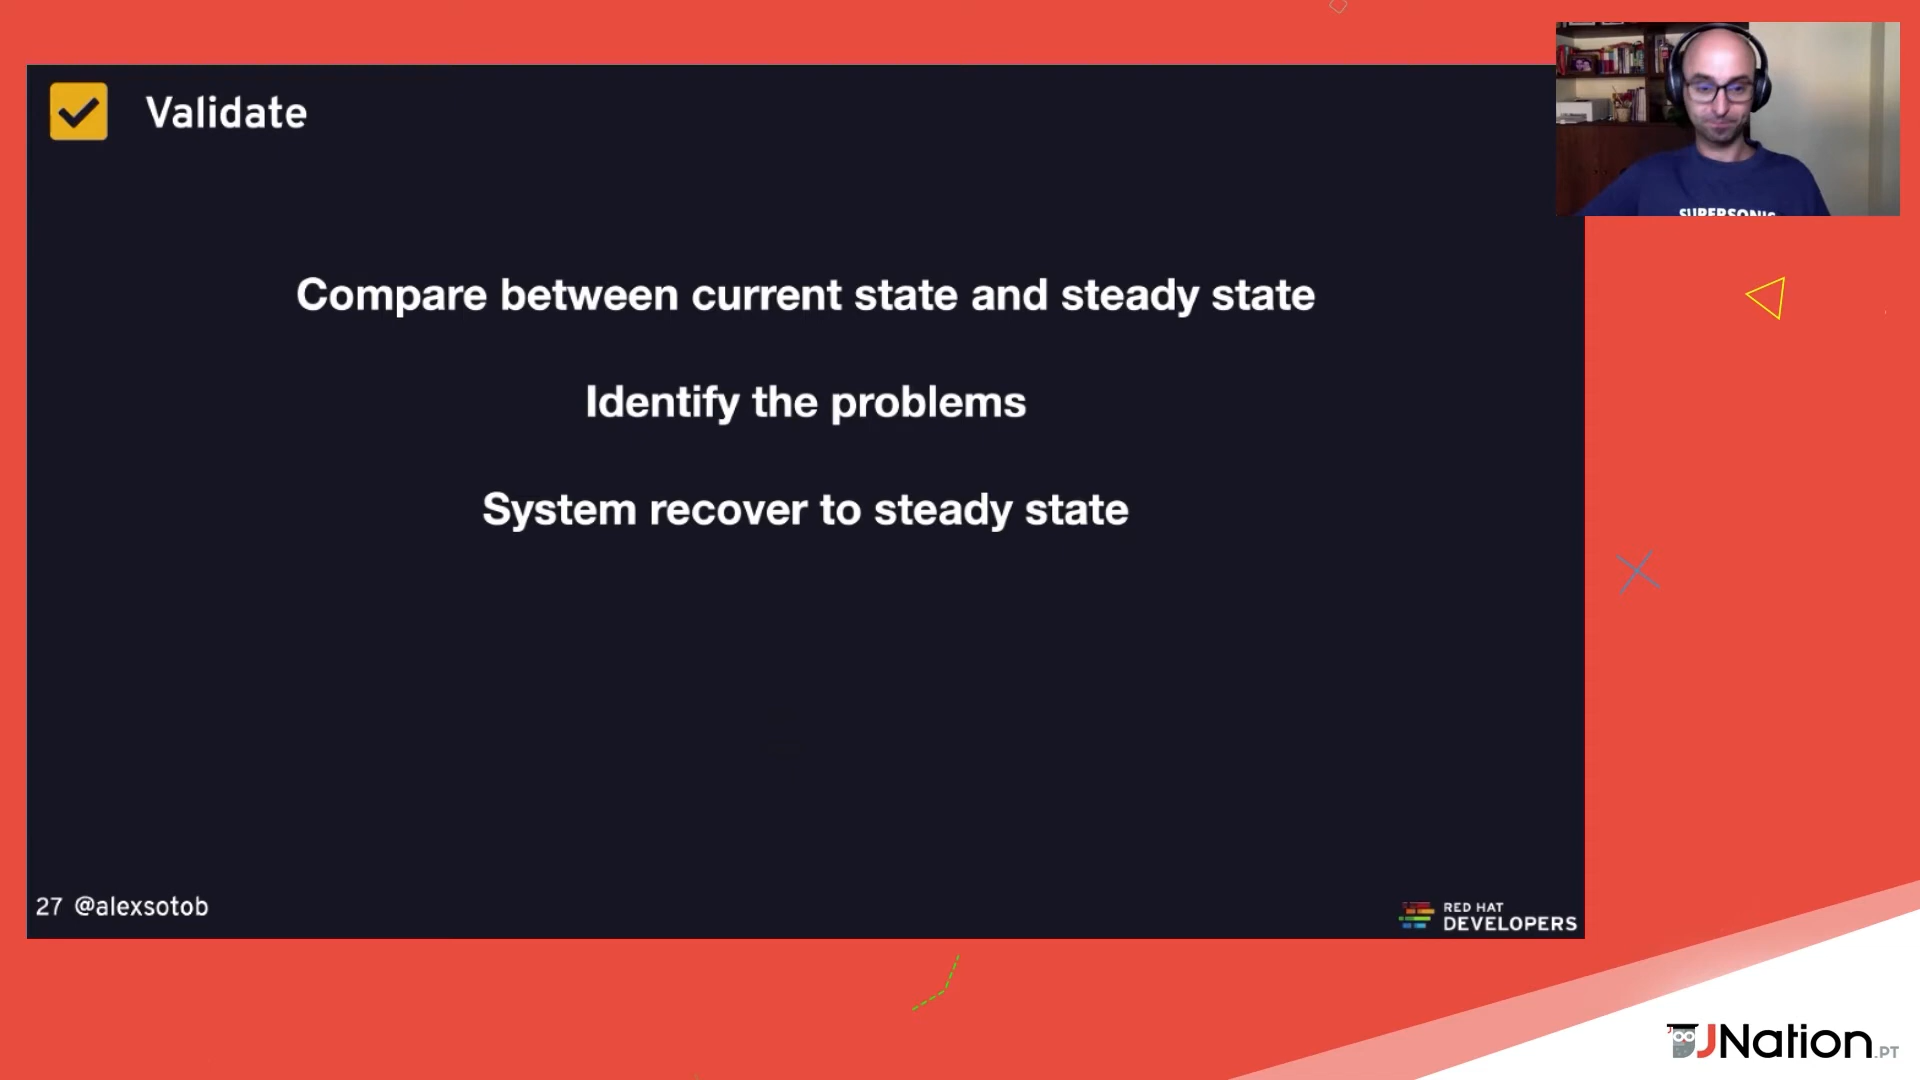 Validate
SUPERSONIC
Compare between current state and steady state
Identify the problems
System recover to steady state
27 @alexsotob
RED HAT
DEVELOPERS
JNation.PT